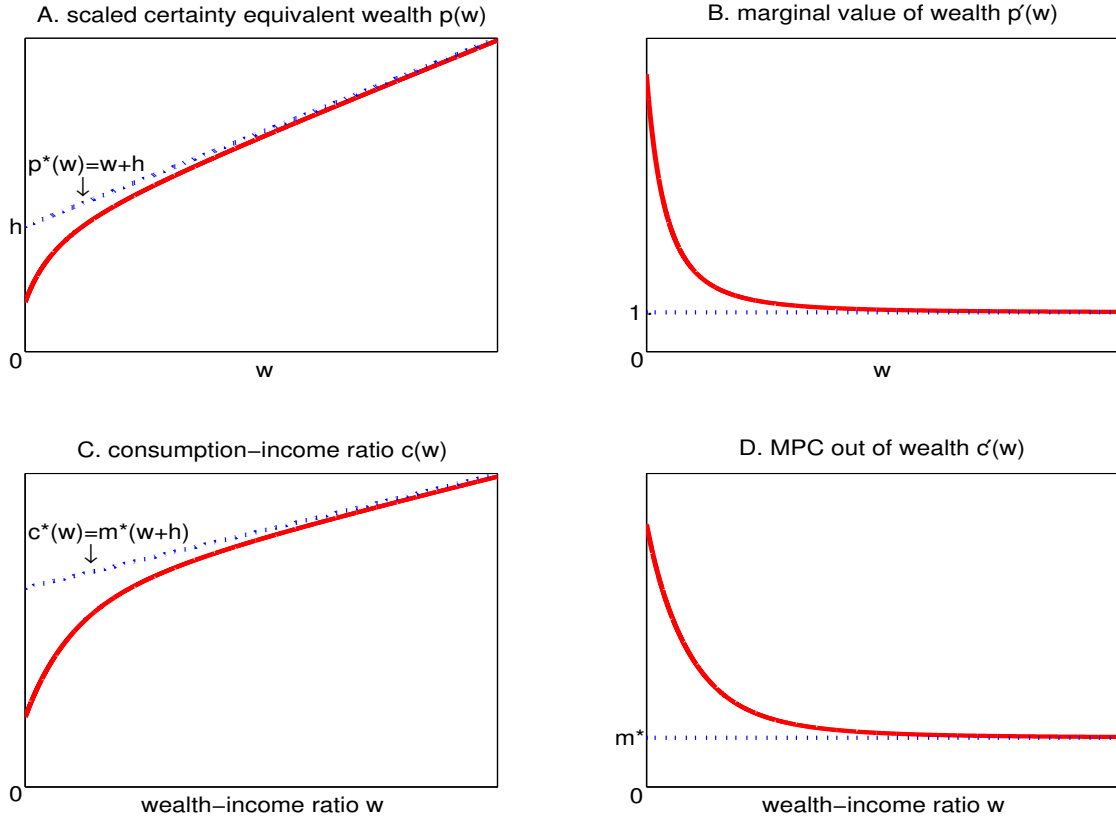 A. scaled certainty equivalent wealth p(w)
p*(w)=w+h
h
0
w
B. marginal value of wealth p′(w)
1
0
w
C. consumption−income ratio c(w)
c*(w)=m*(w+h)
0
wealth−income ratio w
D. MPC out of wealth c′(w)
m*
0
wealth−income ratio w